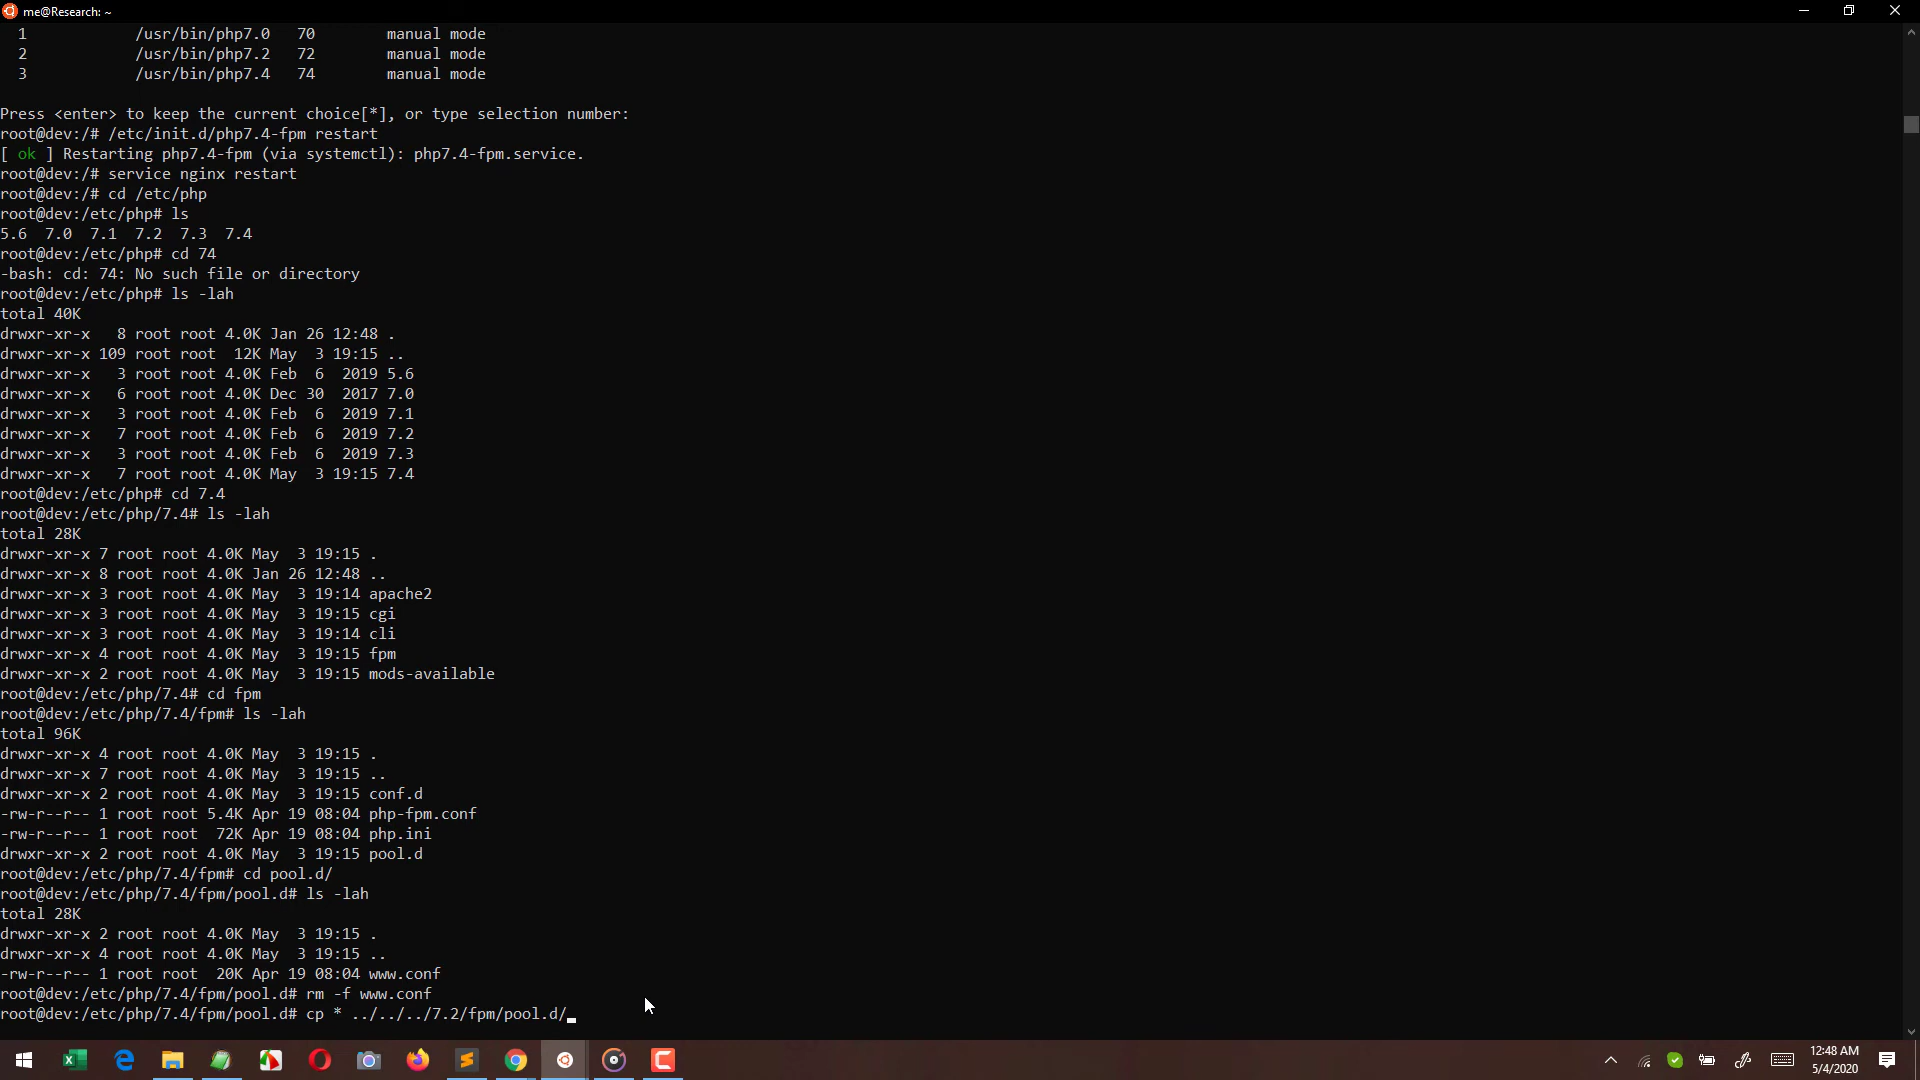 me@Research: ~
1 /usr/bin/php7.0 70 manual mode
2 /usr/bin/php7.2 72 manual mode
3 /usr/bin/php7.4 74 manual mode
Press <enter> to keep the current choice[*], or type selection number:
root@dev:/# /etc/init.d/php7.4-fpm restart
[ ok ] Restarting php7.4-fpm (via systemctl): php7.4-fpm.service.
root@dev:/# service nginx restart
root@dev:/# cd /etc/php
root@dev:/etc/php# ls
5.6 7.0 7.1 7.2 7.3 7.4
root@dev:/etc/php# cd 74
-bash: cd: 74: No such file or directory
root@dev:/etc/php# ls -lah
total 40K
drwxr-xr-x 8 root root 4.0K Jan 26 12:48 .
drwxr-xr-x 109 root root 12K May 3 19:15 ..
drwxr-xr-x 3 root root 4.0K Feb 6 2019 5.6
drwxr-xr-x 6 root root 4.0K Dec 30 2017 7.0
drwxr-xr-x 3 root root 4.0K Feb 6 2019 7.1
drwxr-xr-x 7 root root 4.0K Feb 6 2019 7.2
drwxr-xr-x 3 root root 4.0K Feb 6 2019 7.3
drwxr-xr-x 7 root root 4.0K May 3 19:15 7.4
root@dev:/etc/php# cd 7.4
root@dev:/etc/php/7.4# ls -lah
total 28K
drwxr-xr-x 7 root root 4.0K May 3 19:15 .
drwxr-xr-x 8 root root 4.0K Jan 26 12:48 ..
drwxr-xr-x 3 root root 4.0K May 3 19:14 apache2
drwxr-xr-x 3 root root 4.0K May 3 19:15 cgi
drwxr-xr-x 3 root root 4.0K May 3 19:14 cli
drwxr-xr-x 4 root root 4.0K May 3 19:15 fpm
drwxr-xr-x 2 root root 4.0K May 3 19:15 mods-available
root@dev:/etc/php/7.4# cd fpm
root@dev:/etc/php/7.4/fpm# ls -lah
total 96K
drwxr-xr-x 4 root root 4.0K May 3 19:15 .
drwxr-xr-x 7 root root 4.0K May 3 19:15 ..
drwxr-xr-x 2 root root 4.0K May 3 19:15 conf.d
-rw-r--r-- 1 root root 5.4K Apr 19 08:04 php-fpm.conf
-rw-r--r-- 1 root root 72K Apr 19 08:04 php.ini
drwxr-xr-x 2 root root 4.0K May 3 19:15 pool.d
root@dev:/etc/php/7.4/fpm# cd pool.d/
root@dev:/etc/php/7.4/fpm/pool.d# ls -lah
total 28K
drwxr-xr-x 2 root root 4.0K May 3 19:15 .
drwxr-xr-x 4 root root 4.0K May 3 19:15 ..
-rw-r--r-- 1 root root 20K Apr 19 08:04 www.conf
root@dev:/etc/php/7.4/fpm/pool.d# rm -f www.conf
root@dev:/etc/php/7.4/fpm/pool.d# cp * ../../../7.2/fpm/pool.d/
12:48 AM
5/4/2020